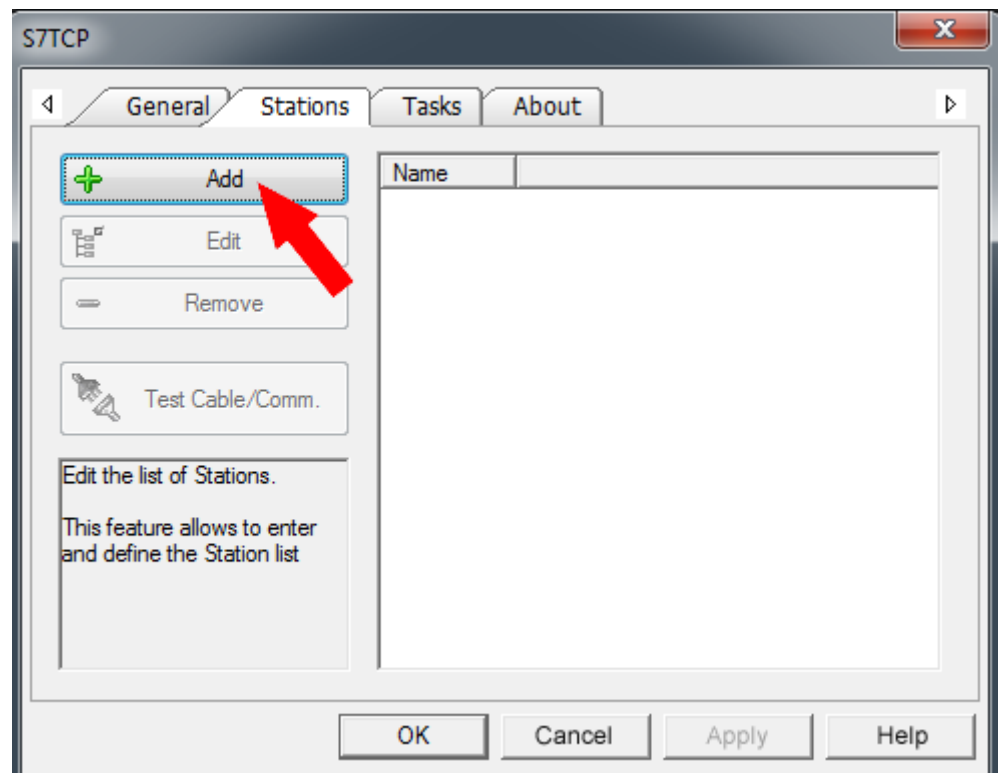 S7TCP
General Stations Tasks About
Add
Name
Edit
Remove
Test Cable/Comm.
Edit the list of Stations.
This feature allows to enter
and define the Station list
OK Cancel Apply Help